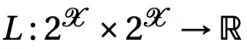 L : 2^𝒳 × 2^𝒳 → ℝ